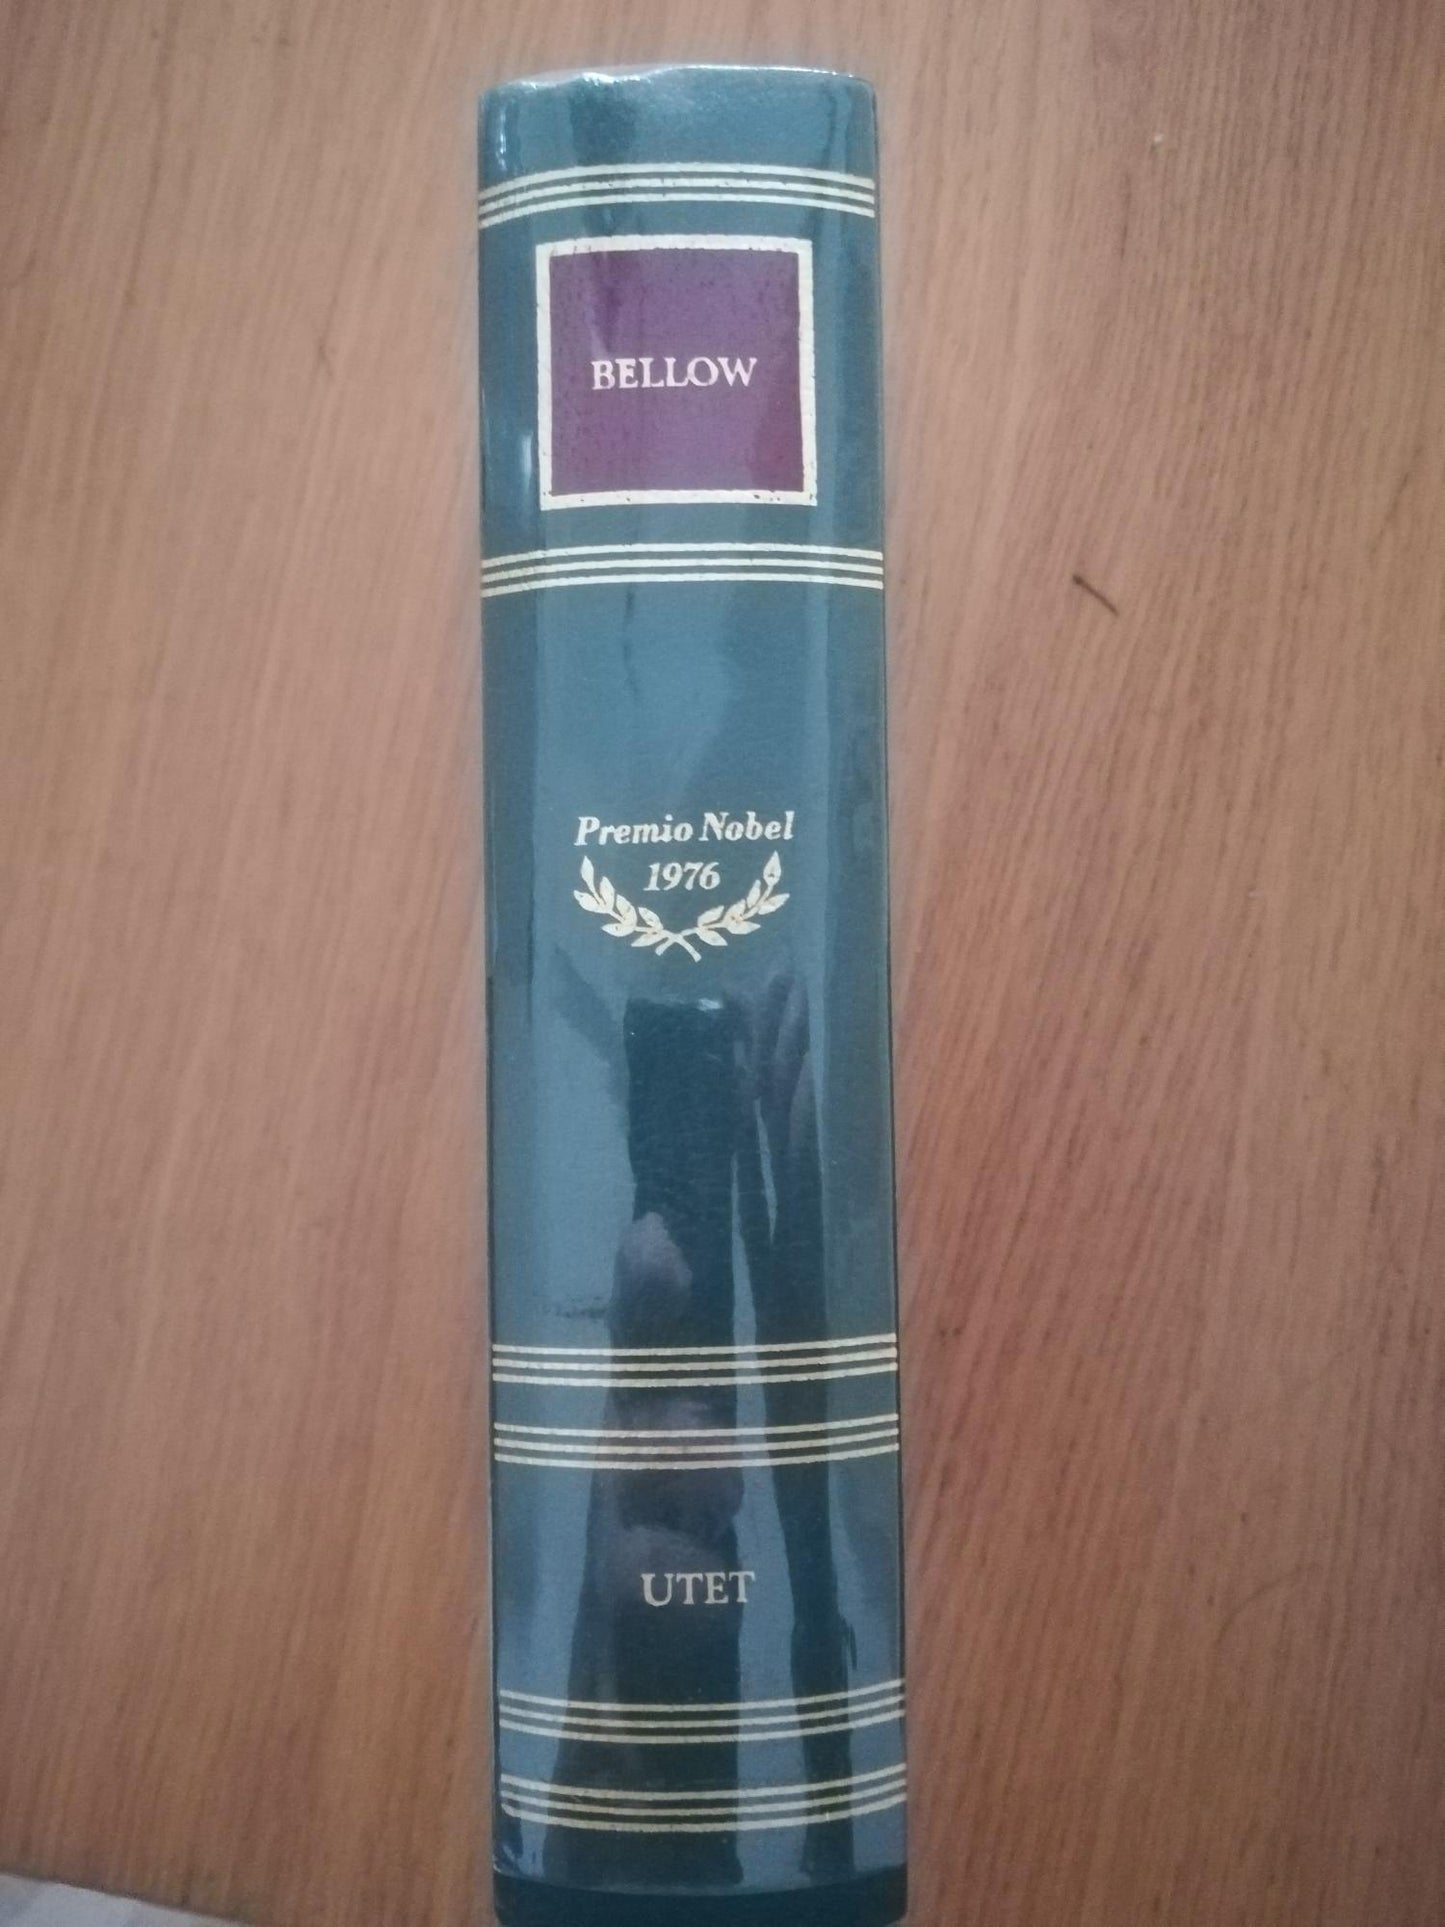 BELLOW
Premio Nobel
1976
UTET